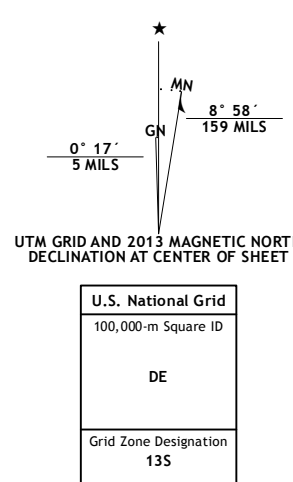 ★
MN
8° 58´
159 MILS
GN
0° 17´
5 MILS
UTM GRID AND 2013 MAGNETIC NORT
DECLINATION AT CENTER OF SHEET
U.S. National Grid
100,000-m Square ID
DE
Grid Zone Designation
13S